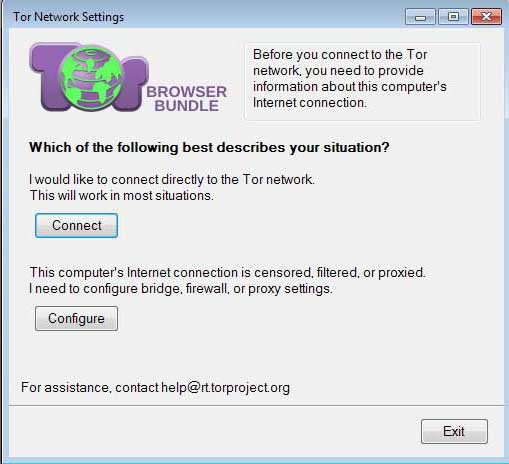 Tor Network Settings
Tor
BROWSER
BUNDLE
Before you connect to the Tor
network, you need to provide
information about this computer's
Internet connection.
Which of the following best describes your situation?
I would like to connect directly to the Tor network.
This will work in most situations.
Connect
This computer's Internet connection is censored, filtered, or proxied.
I need to configure bridge, firewall, or proxy settings.
Configure
For assistance, contact help@rt.torproject.org
Exit